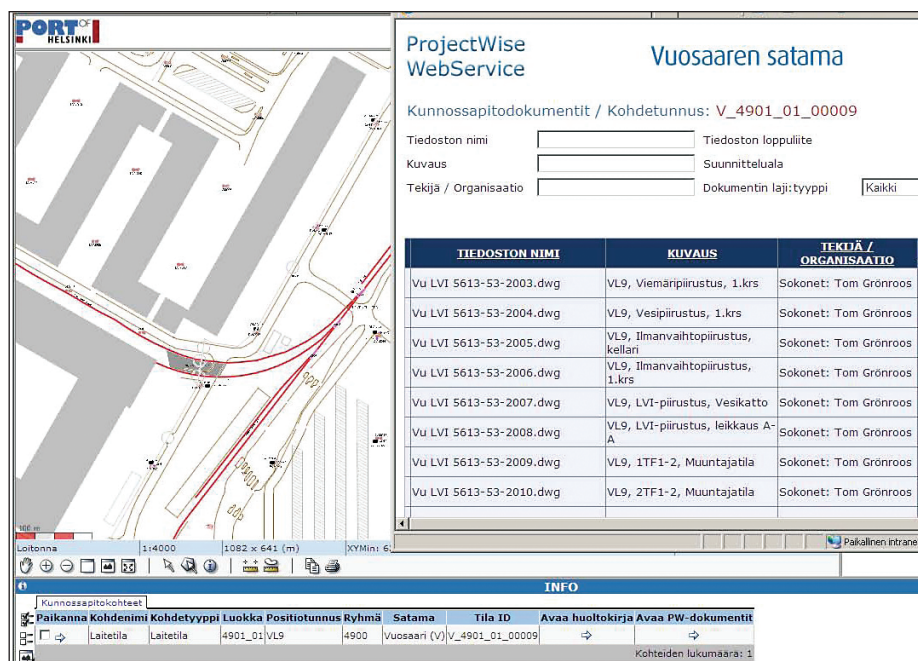 PORT OF
HELSINKI
ProjectWise
WebService
Vuosaaren satama
Kunnossapitodokumentit / Kohdetunnus: V_4901_01_00009
Tiedoston nimi
Tiedoston loppuliite
Kuvaus
Suunnitteluala
Tekijä / Organisaatio
Dokumentin laji:tyyppi
Kaikki
TIEDOSTON NIMI KUVAUS TEKIJÄ /
ORGANISAATIO
Vu LVI 5613-53-2003.dwg VL9, Viemäripiirustus, 1.krs Sokonet: Tom Grönroos
Vu LVI 5613-53-2004.dwg VL9, Vesipiirustus, 1.krs Sokonet: Tom Grönroos
Vu LVI 5613-53-2005.dwg VL9, Ilmanvaihtopiirustus, Sokonet: Tom Grönroos
kellari
Vu LVI 5613-53-2006.dwg VL9, Ilmanvaihtopiirustus, Sokonet: Tom Grönroos
1.krs
Vu LVI 5613-53-2007.dwg VL9, LVI-piirustus, Vesikatto Sokonet: Tom Grönroos
Vu LVI 5613-53-2008.dwg VL9, LVI-piirustus, leikkaus A- Sokonet: Tom Grönroos
A
Vu LVI 5613-53-2009.dwg VL9, 1TF1-2, Muuntajatila Sokonet: Tom Grönroos
Vu LVI 5613-53-2010.dwg VL9, 2TF1-2, Muuntajatila Sokonet: Tom Grönroos
Paikallinen intranet
100 m
Loitonna 1:4000 1082 x 641 (m) XYMin: 6
INFO
Kunnossapitokohteet
Paikanna Kohdenimi Kohdetyyppi Luokka Positiotunnus Ryhmä Satama Tila ID Avaa huoltokirja Avaa PW-dokumentit
Laitetila Laitetila 4901_01 VL9 4900 Vuosaari (V) V_4901_01_00009
Kohteiden lukumäärä: 1